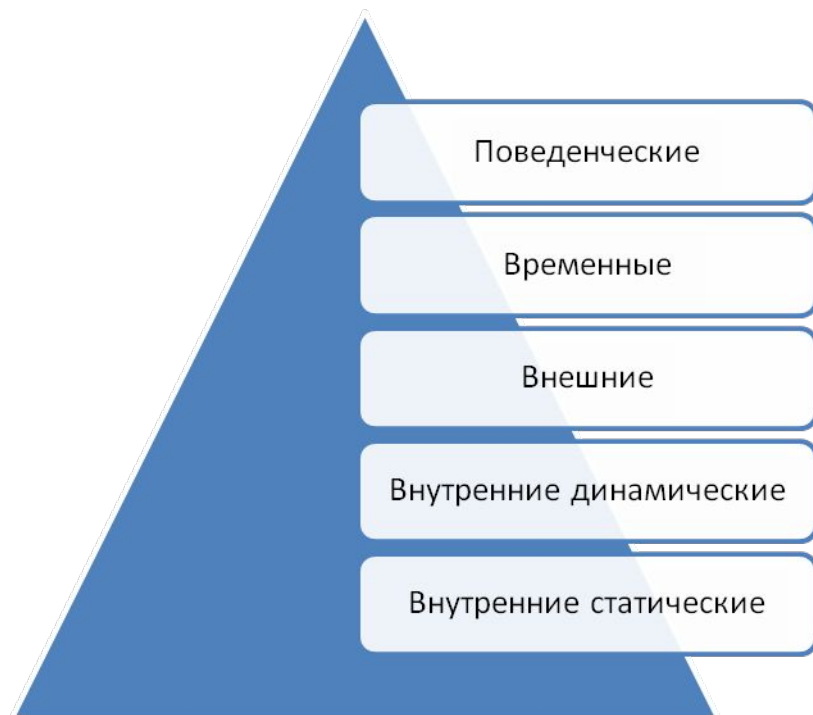 Поведенческие
Временные
Внешние
Внутренние динамические
Внутренние статические